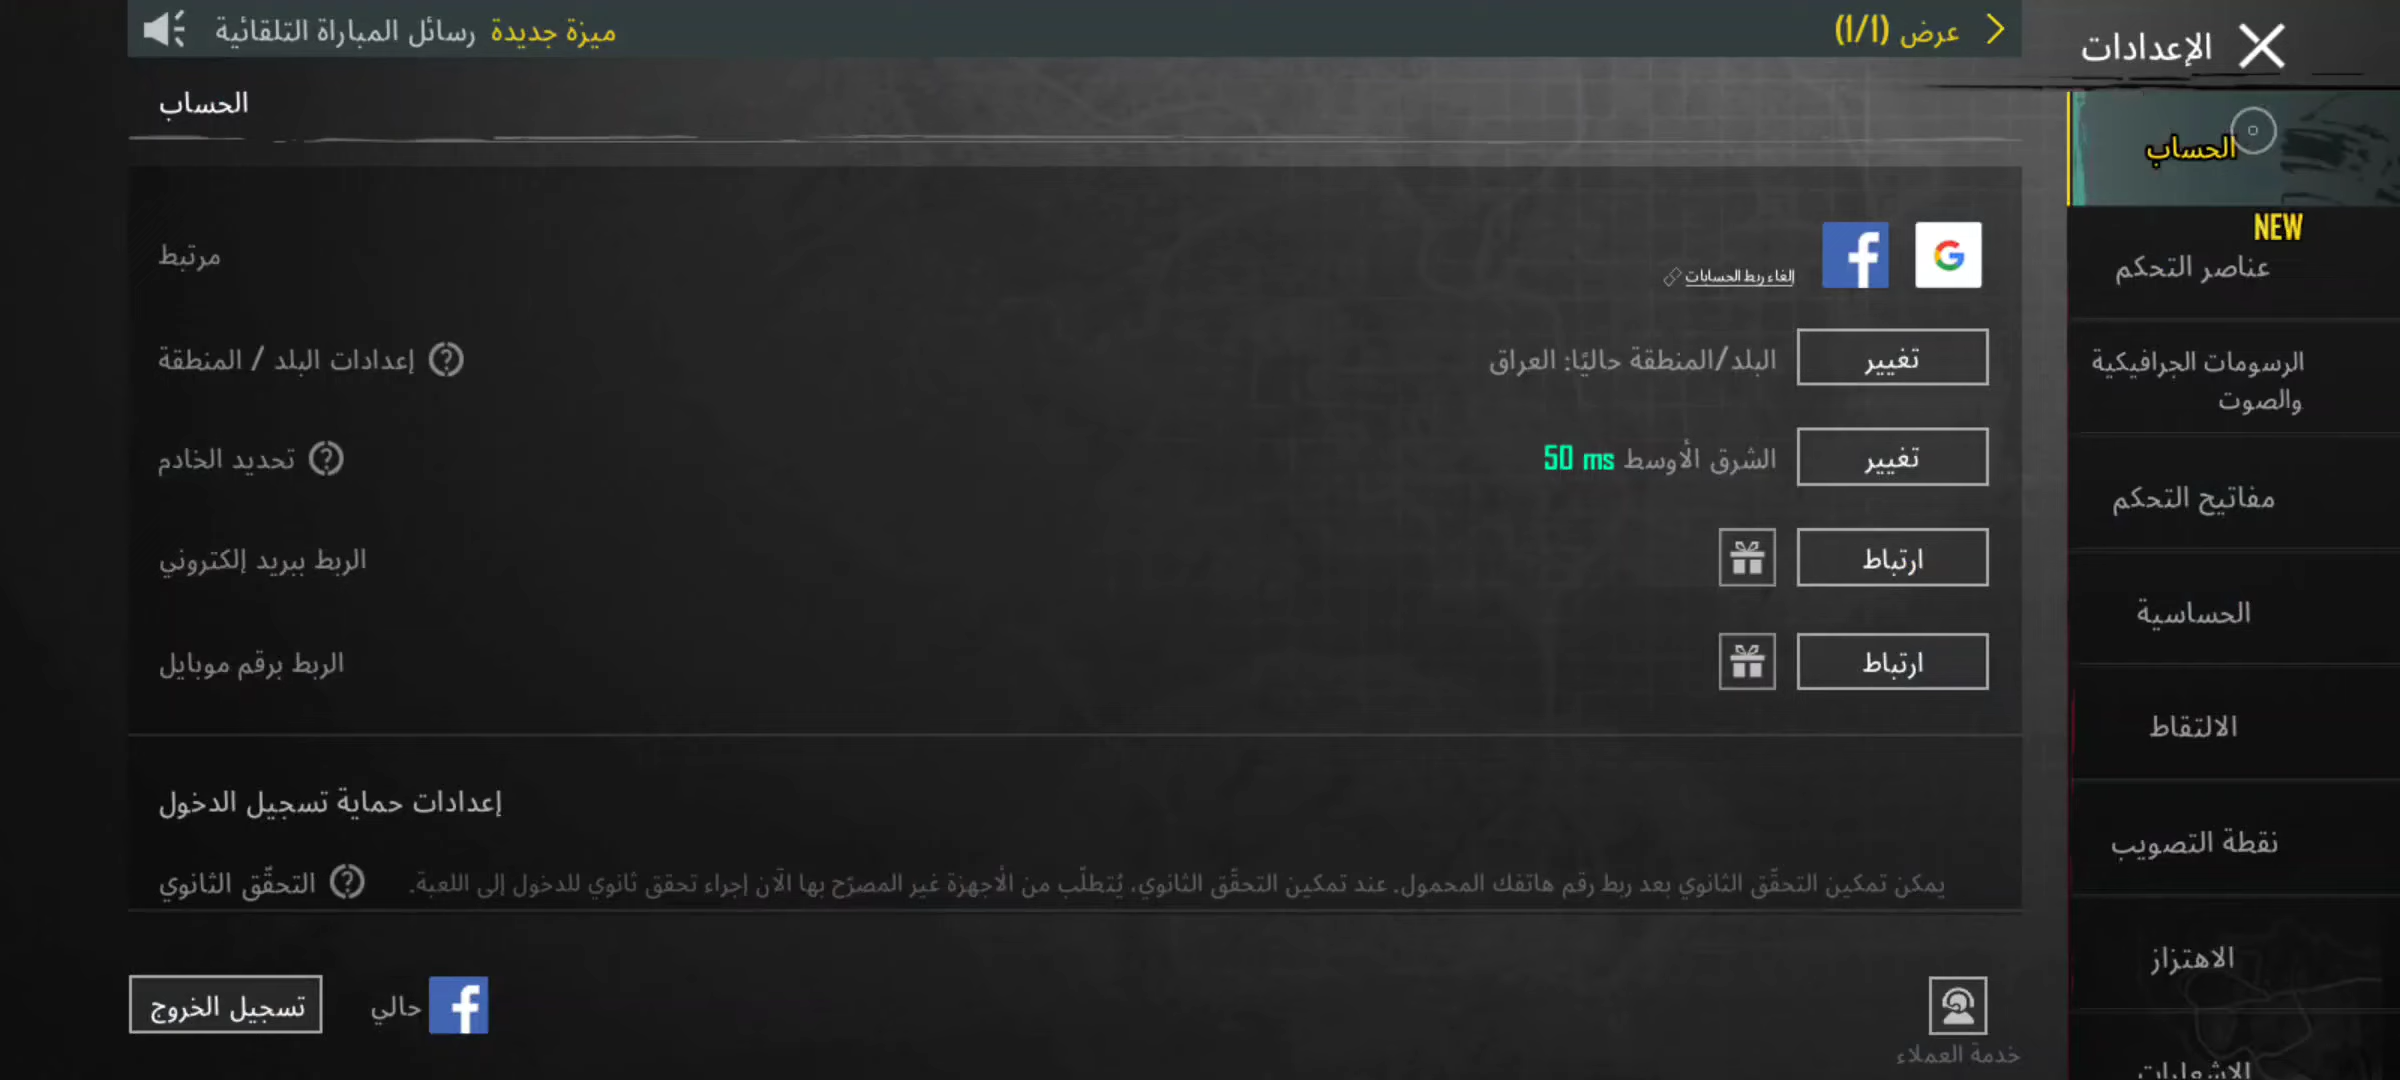 ميزة جديدة رسائل المباراة التلقائية
عرض (1/1)
الإعدادات
الحساب
الحساب
NEW
عناصر التحكم
الرسومات الجرافيكية
والصوت
مفاتيح التحكم
الحساسية
الالتقاط
نقطة التصويب
الاهتزاز
الإشعارات
مرتبط
إلغاء ربط الحسابات
إعدادات البلد / المنطقة
البلد/المنطقة حاليًا: العراق
تغيير
تحديد الخادم
الشرق الأوسط 50 ms
تغيير
الربط ببريد إلكتروني
ارتباط
الربط برقم موبايل
ارتباط
إعدادات حماية تسجيل الدخول
التحقّق الثانوي
يمكن تمكين التحقّق الثانوي بعد ربط رقم هاتفك المحمول. عند تمكين التحقّق الثانوي، يُتطلّب من الأجهزة غير المصرّح بها الآن إجراء تحقق ثانوي للدخول إلى اللعبة.
تسجيل الخروج
حالي
خدمة العملاء